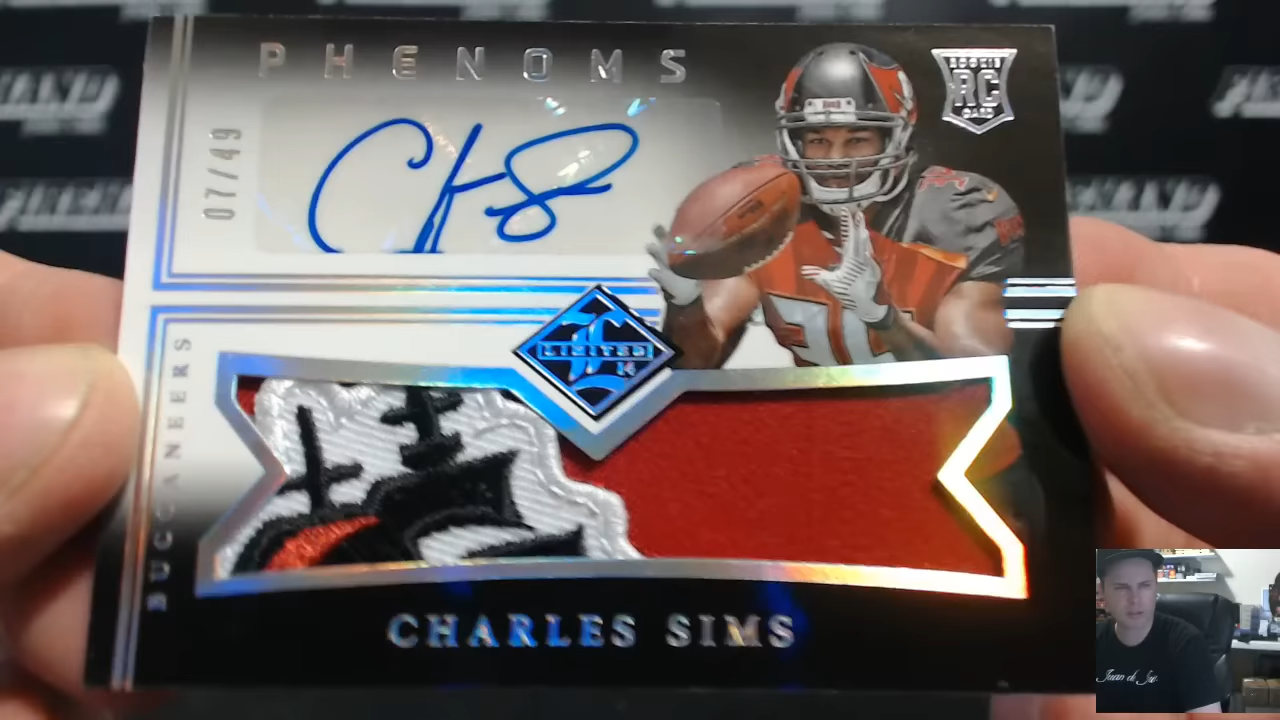 PHENOMS
ROOKIE
RC
CARD
07/49
LIMITED
14
BUCCANEERS
CHARLES SIMS